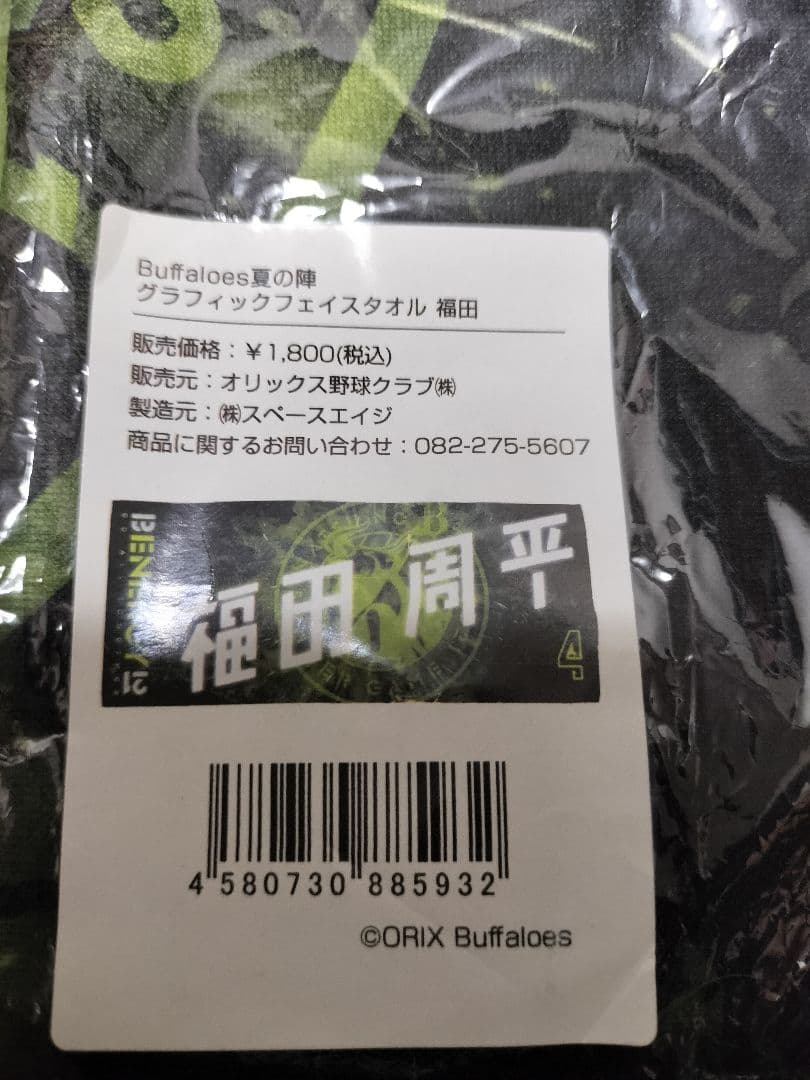 Buffaloes夏の陣
グラフィックフェイスタオル 福田
販売価格：￥1,800(税込)
販売元：オリックス野球クラブ㈱
製造元：㈱スペースエイジ
商品に関するお問い合わせ：082-275-5607
福田 周平
4
21
4 580730 885932
©ORIX Buffaloes